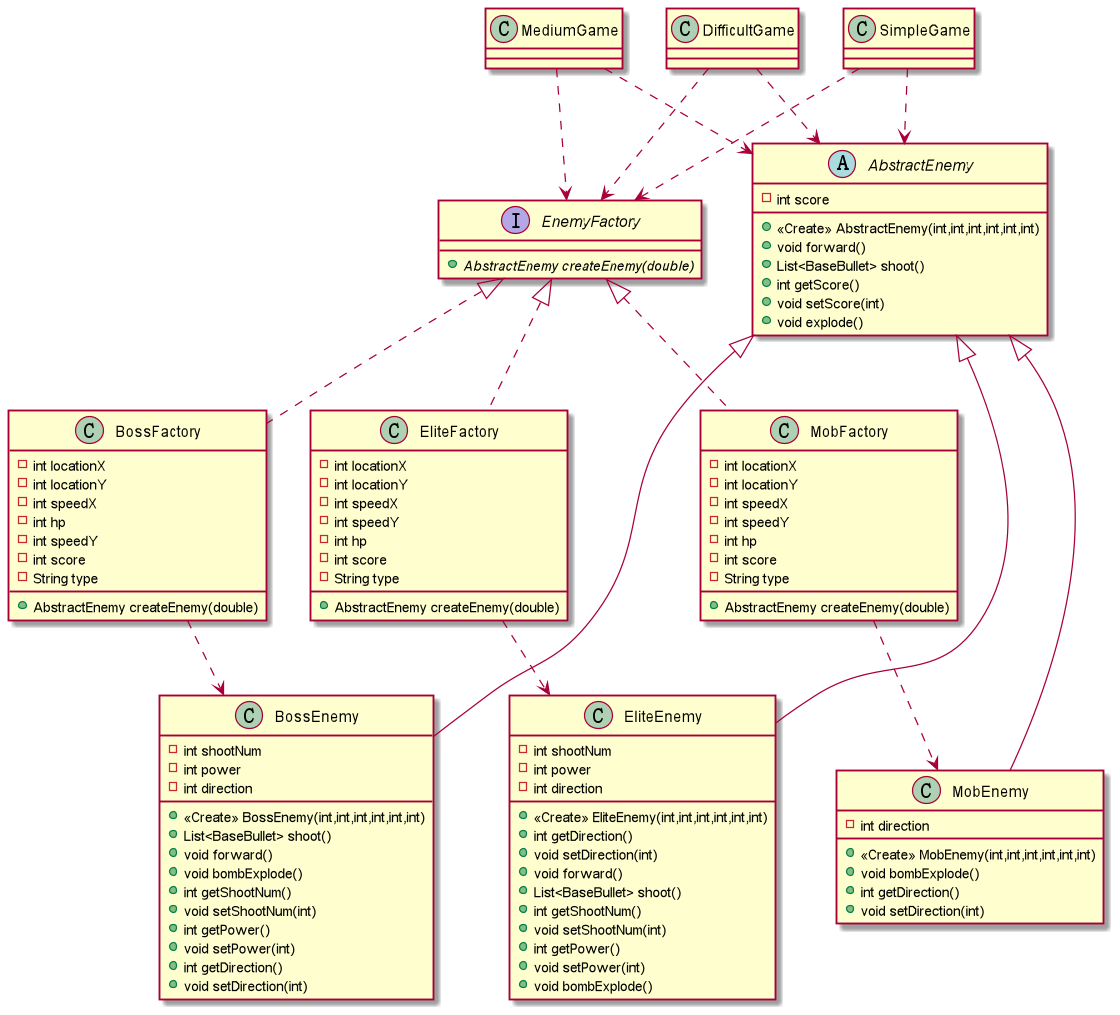 C MediumGame
C DifficultGame
C SimpleGame
A AbstractEnemy
int score
«Create» AbstractEnemy(int,int,int,int,int,int)
void forward()
List<BaseBullet> shoot()
int getScore()
void setScore(int)
void explode()
I EnemyFactory
AbstractEnemy createEnemy(double)
C BossFactory
int locationX
int locationY
int speedX
int hp
int speedY
int score
String type
AbstractEnemy createEnemy(double)
C EliteFactory
int locationX
int locationY
int speedX
int speedY
int hp
int score
String type
AbstractEnemy createEnemy(double)
C MobFactory
int locationX
int locationY
int speedX
int speedY
int hp
int score
String type
AbstractEnemy createEnemy(double)
C BossEnemy
int shootNum
int power
int direction
«Create» BossEnemy(int,int,int,int,int,int)
List<BaseBullet> shoot()
void forward()
void bombExplode()
int getShootNum()
void setShootNum(int)
int getPower()
void setPower(int)
int getDirection()
void setDirection(int)
C EliteEnemy
int shootNum
int power
int direction
«Create» EliteEnemy(int,int,int,int,int,int)
int getDirection()
void setDirection(int)
void forward()
List<BaseBullet> shoot()
int getShootNum()
void setShootNum(int)
int getPower()
void setPower(int)
void bombExplode()
C MobEnemy
int direction
«Create» MobEnemy(int,int,int,int,int,int)
void bombExplode()
int getDirection()
void setDirection(int)